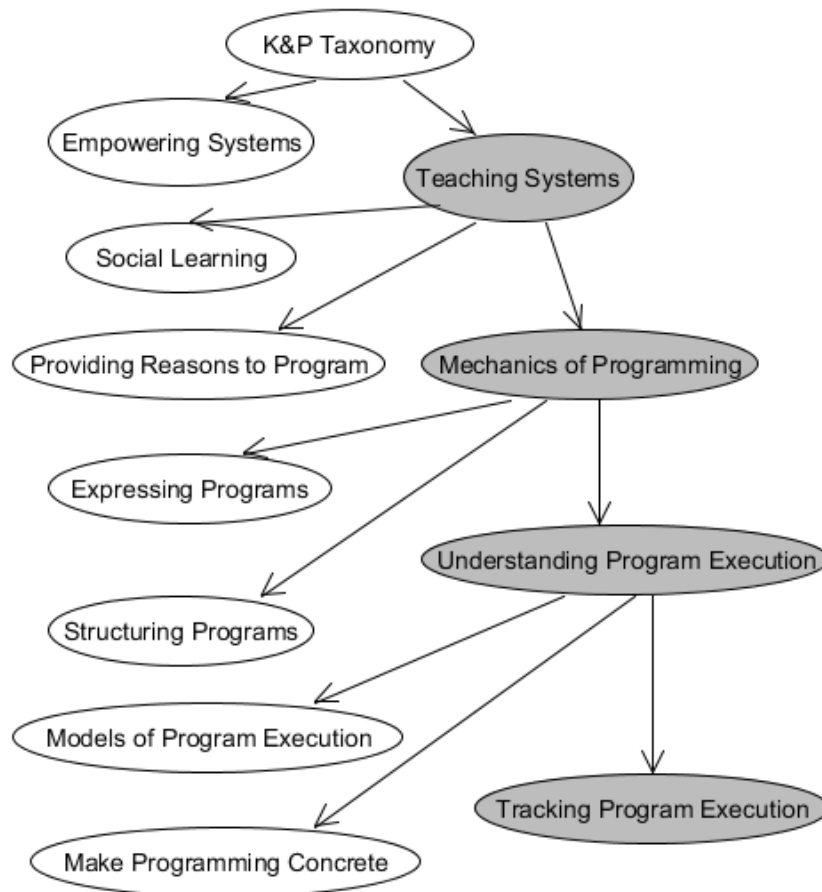 K&P Taxonomy
Empowering Systems
Teaching Systems
Social Learning
Providing Reasons to Program
Mechanics of Programming
Expressing Programs
Understanding Program Execution
Structuring Programs
Models of Program Execution
Tracking Program Execution
Make Programming Concrete